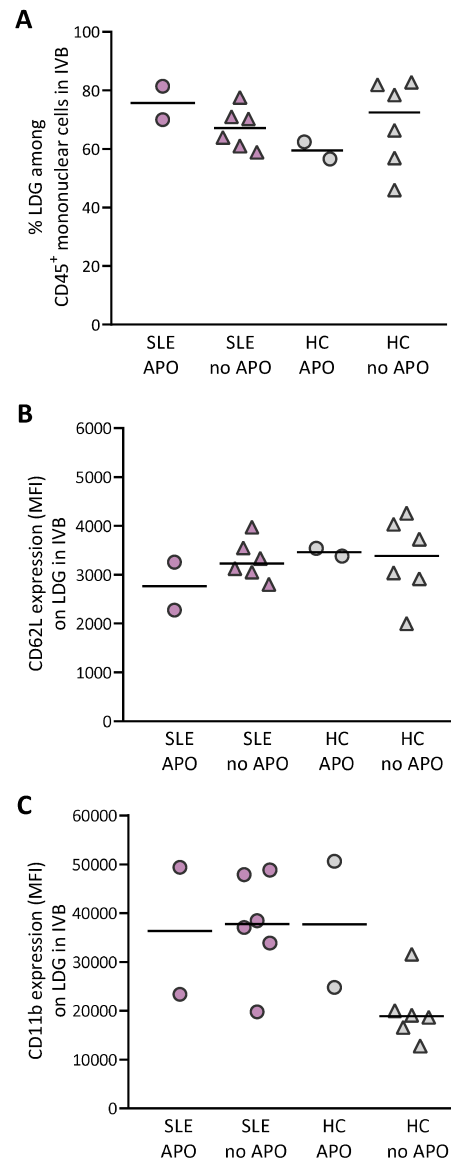 A
% LDG among
CD45+ mononuclear cells in IVB
100
80
60
40
20
0
SLE APO
SLE no APO
HC APO
HC no APO
B
CD62L expression (MFI)
on LDG in IVB
6000
5000
4000
3000
2000
1000
0
SLE APO
SLE no APO
HC APO
HC no APO
C
CD11b expression (MFI)
on LDG in IVB
60000
50000
40000
30000
20000
10000
0
SLE APO
SLE no APO
HC APO
HC no APO